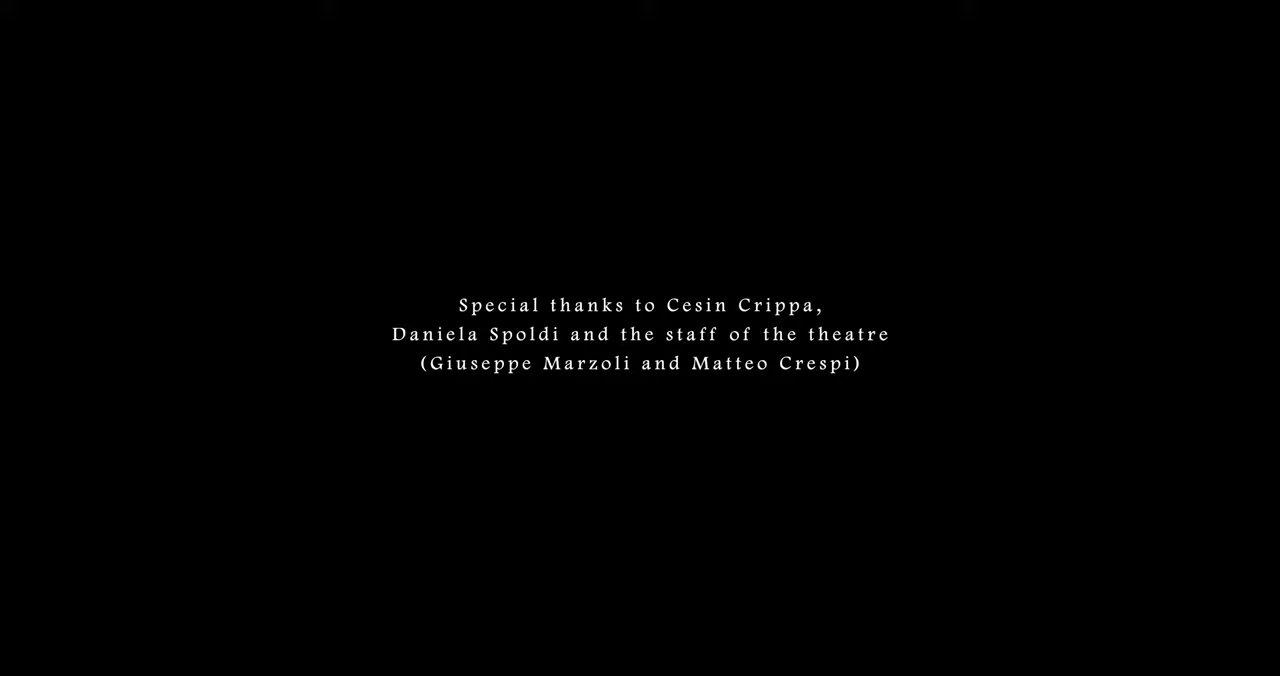 Special thanks to Cesin Crippa,
Daniela Spoldi and the staff of the theatre
(Giuseppe Marzoli and Matteo Crespi)